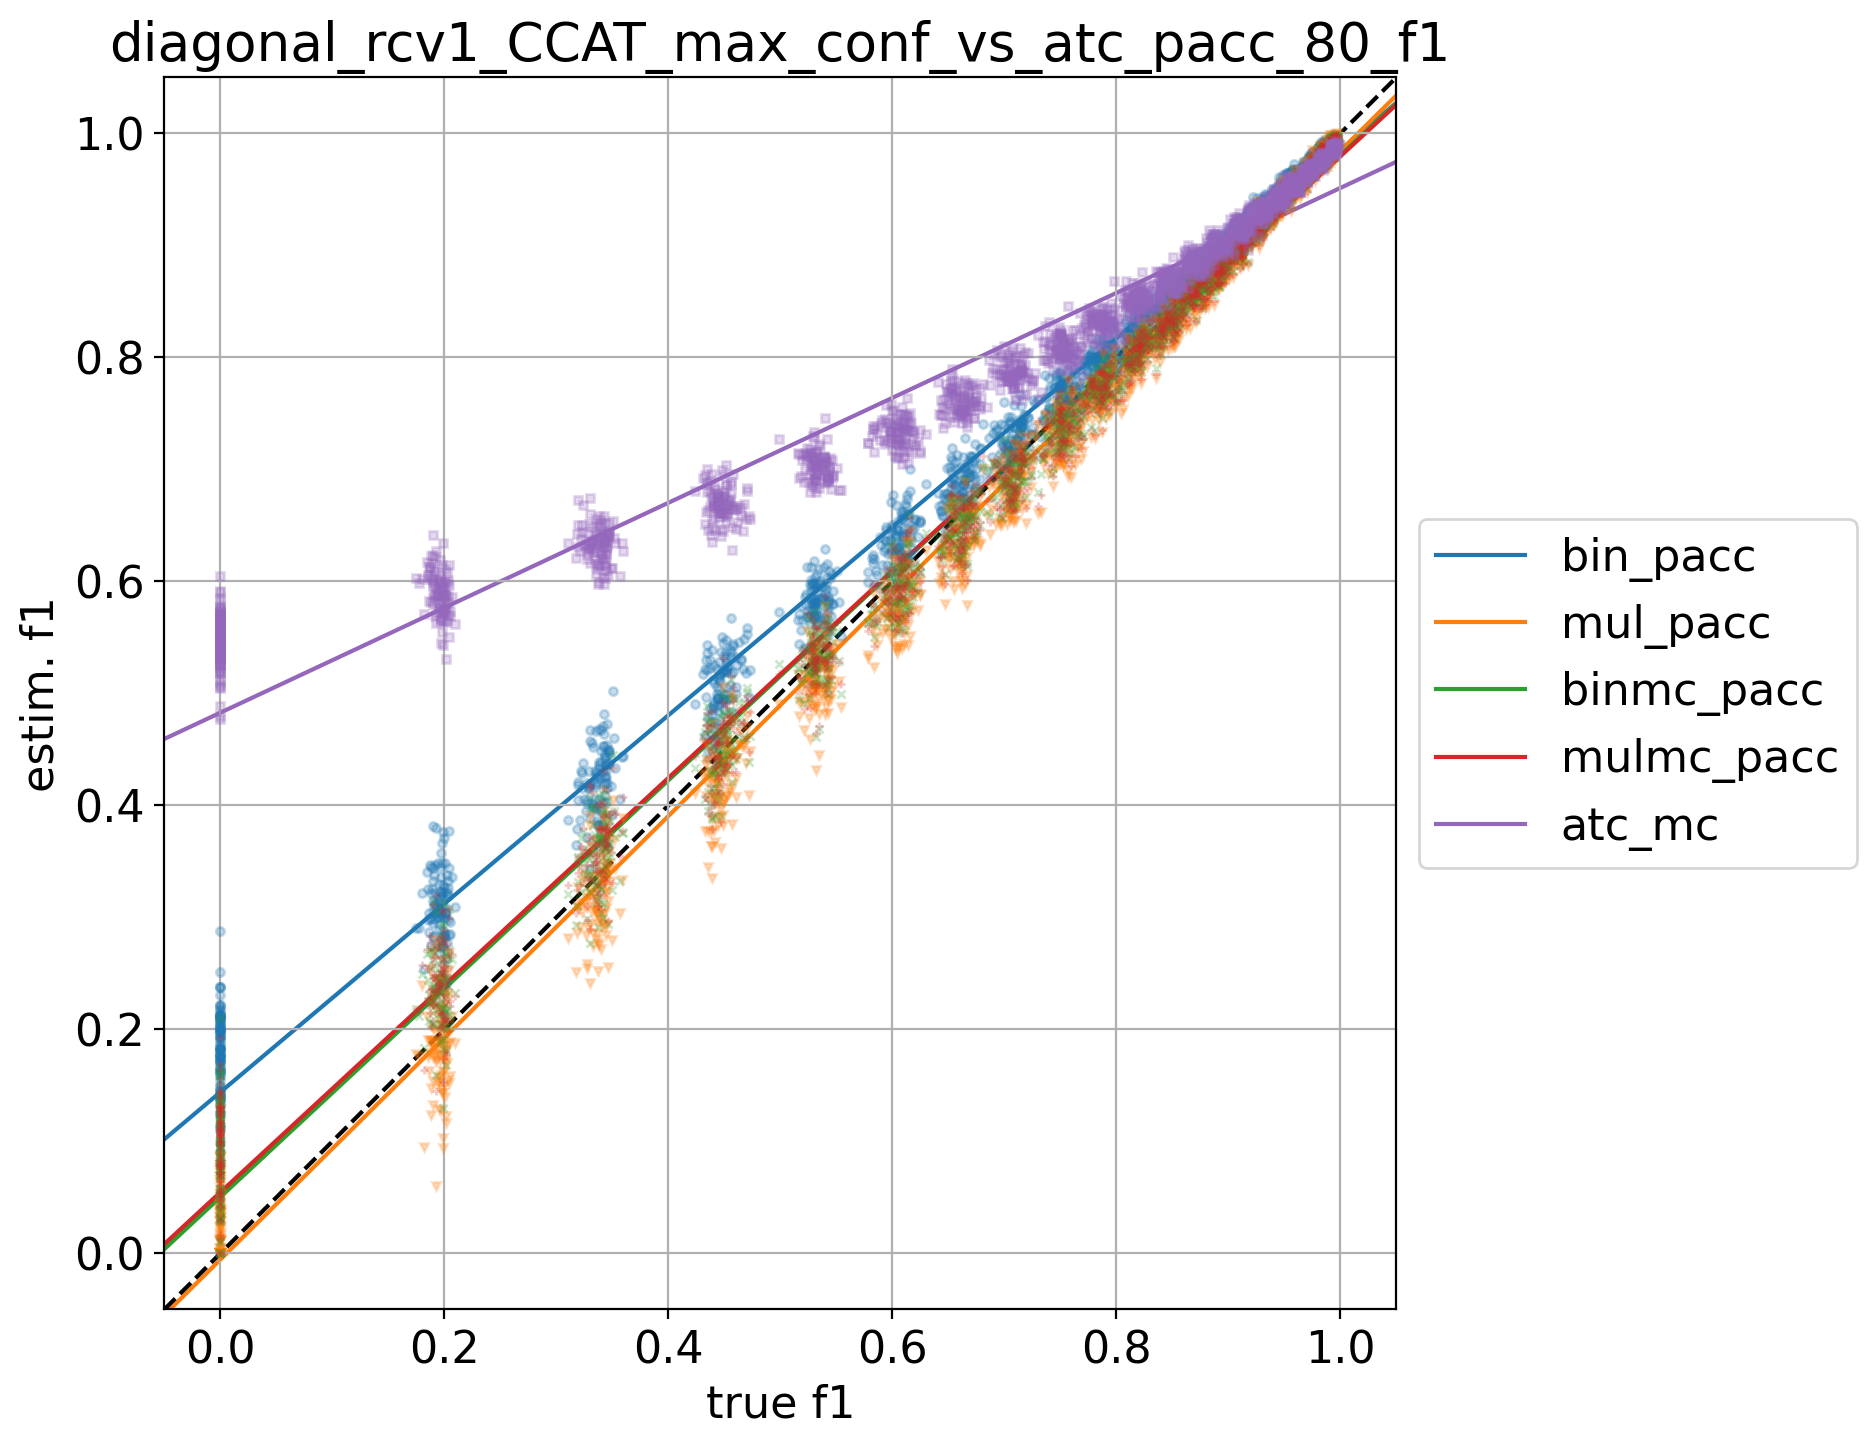 diagonal_rcv1_CCAT_max_conf_vs_atc_pacc_80_f1
1.0
0.8
0.6
0.4
0.2
0.0
estim. f1
0.0 0.2 0.4 0.6 0.8 1.0
true f1
bin_pacc
mul_pacc
binmc_pacc
mulmc_pacc
atc_mc